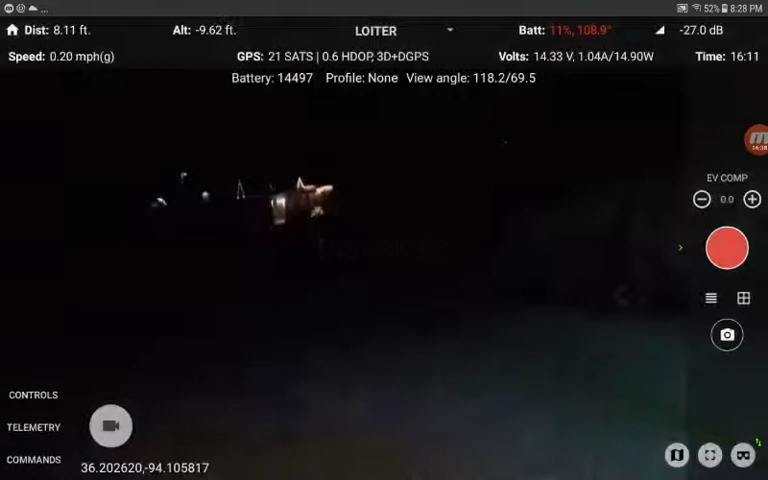 52% 8:28 PM
Dist: 8.11 ft. Alt: -9.62 ft. LOITER Batt: 11%, 108.9° -27.0 dB
Speed: 0.20 mph(g) GPS: 21 SATS | 0.6 HDOP, 3D+DGPS Volts: 14.33 V, 1.04A/14.90W Time: 16:11
Battery: 14497 Profile: None View angle: 118.2/69.5
EV COMP
0.0
DISARMED
CONTROLS
TELEMETRY
COMMANDS
36.202620,-94.105817